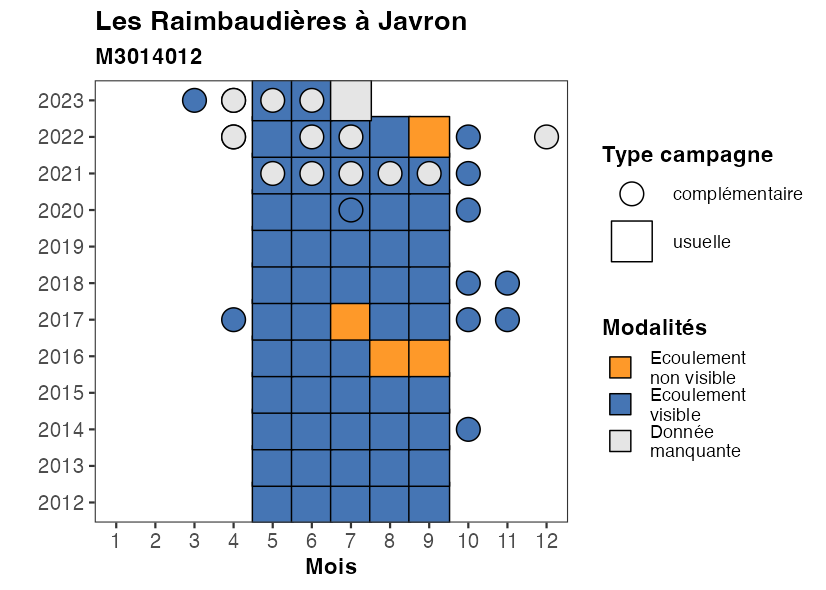 Les Raimbaudières à Javron
M3014012
2023
2022
2021
2020
2019
2018
2017
2016
2015
2014
2013
2012
1 2 3 4 5 6 7 8 9 10 11 12
Mois
Type campagne
complémentaire
usuelle
Modalités
Ecoulement
non visible
Ecoulement
visible
Donnée
manquante